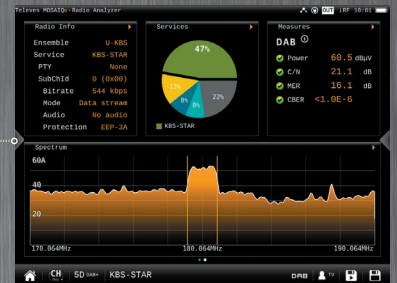 Televes MOSAIQ6-Radio Analyzer
OUT
iRF 10:01
Radio Info
Ensemble U-KBS
Service KBS-STAR
PTY None
SubChId 0 (0x00)
Bitrate 544 kbps
Mode Data stream
Audio No audio
Protection EEP-3A
Services
47%
22%
8%
8%
13%
KBS-STAR
Measures
DAB
Power 60.5 dBµV
C/N 21.1 dB
MER 16.1 dB
CBER <1.0E-6
Spectrum
60A
40
20
170.064MHz 180.064MHz 190.064MHz
CH 5D DAB+ KBS-STAR DAB TV